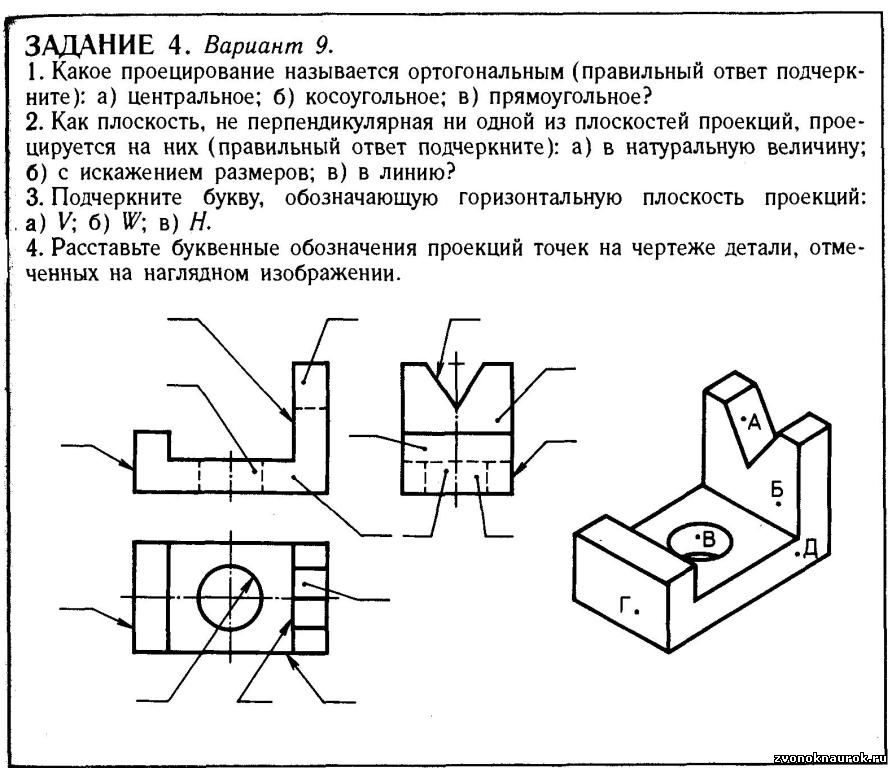 ЗАДАНИЕ 4. Вариант 9.
1. Какое проецирование называется ортогональным (правильный ответ подчерк-
ните): а) центральное; б) косоугольное; в) прямоугольное?
2. Как плоскость, не перпендикулярная ни одной из плоскостей проекций, прое-
цируется на них (правильный ответ подчеркните): а) в натуральную величину;
б) с искажением размеров; в) в линию?
3. Подчеркните букву, обозначающую горизонтальную плоскость проекций:
а) V; б) W; в) H.
4. Расставьте буквенные обозначения проекций точек на чертеже детали, отме-
ченных на наглядном изображении.
А
Б
В
Д
Г
zvonoknaurok.ru